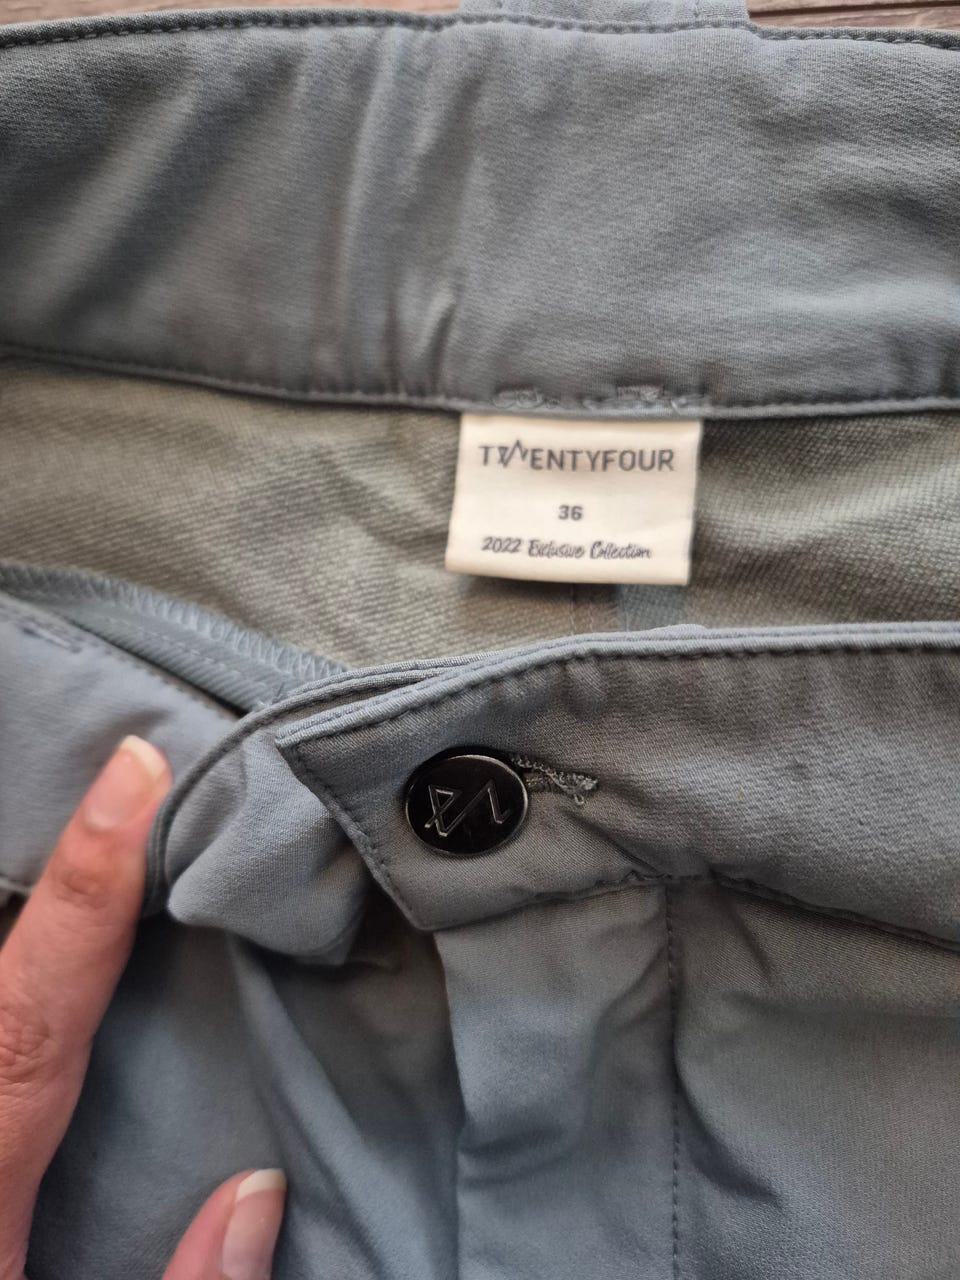 TWENTYFOUR
36
2022 Exclusive Collection